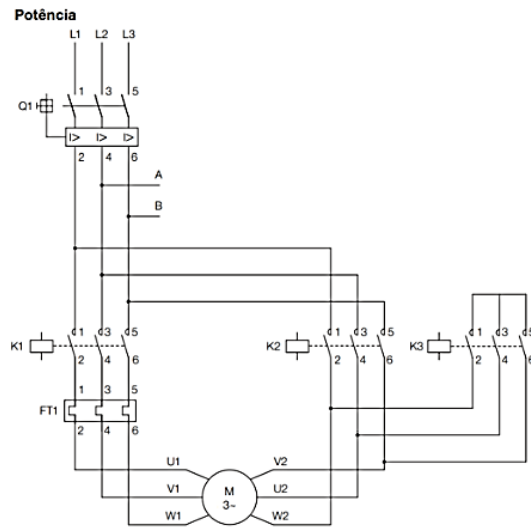 Potência
L1 L2 L3
1 3 5
Q1
I> I> I>
2 4 6
A
B
1 3 5 1 3 5 1 3 5
K1 K2 K3
2 4 6 2 4 6 2 4 6
1 3 5
FT1
2 4 6
U1 V2
V1 M U2
3~
W1 W2